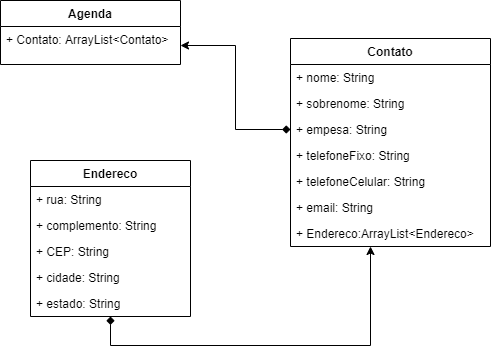 Agenda
+ Contato: ArrayList<Contato>
Contato
+ nome: String
+ sobrenome: String
+ empesa: String
+ telefoneFixo: String
+ telefoneCelular: String
+ email: String
+ Endereco:ArrayList<Endereco>
Endereco
+ rua: String
+ complemento: String
+ CEP: String
+ cidade: String
+ estado: String